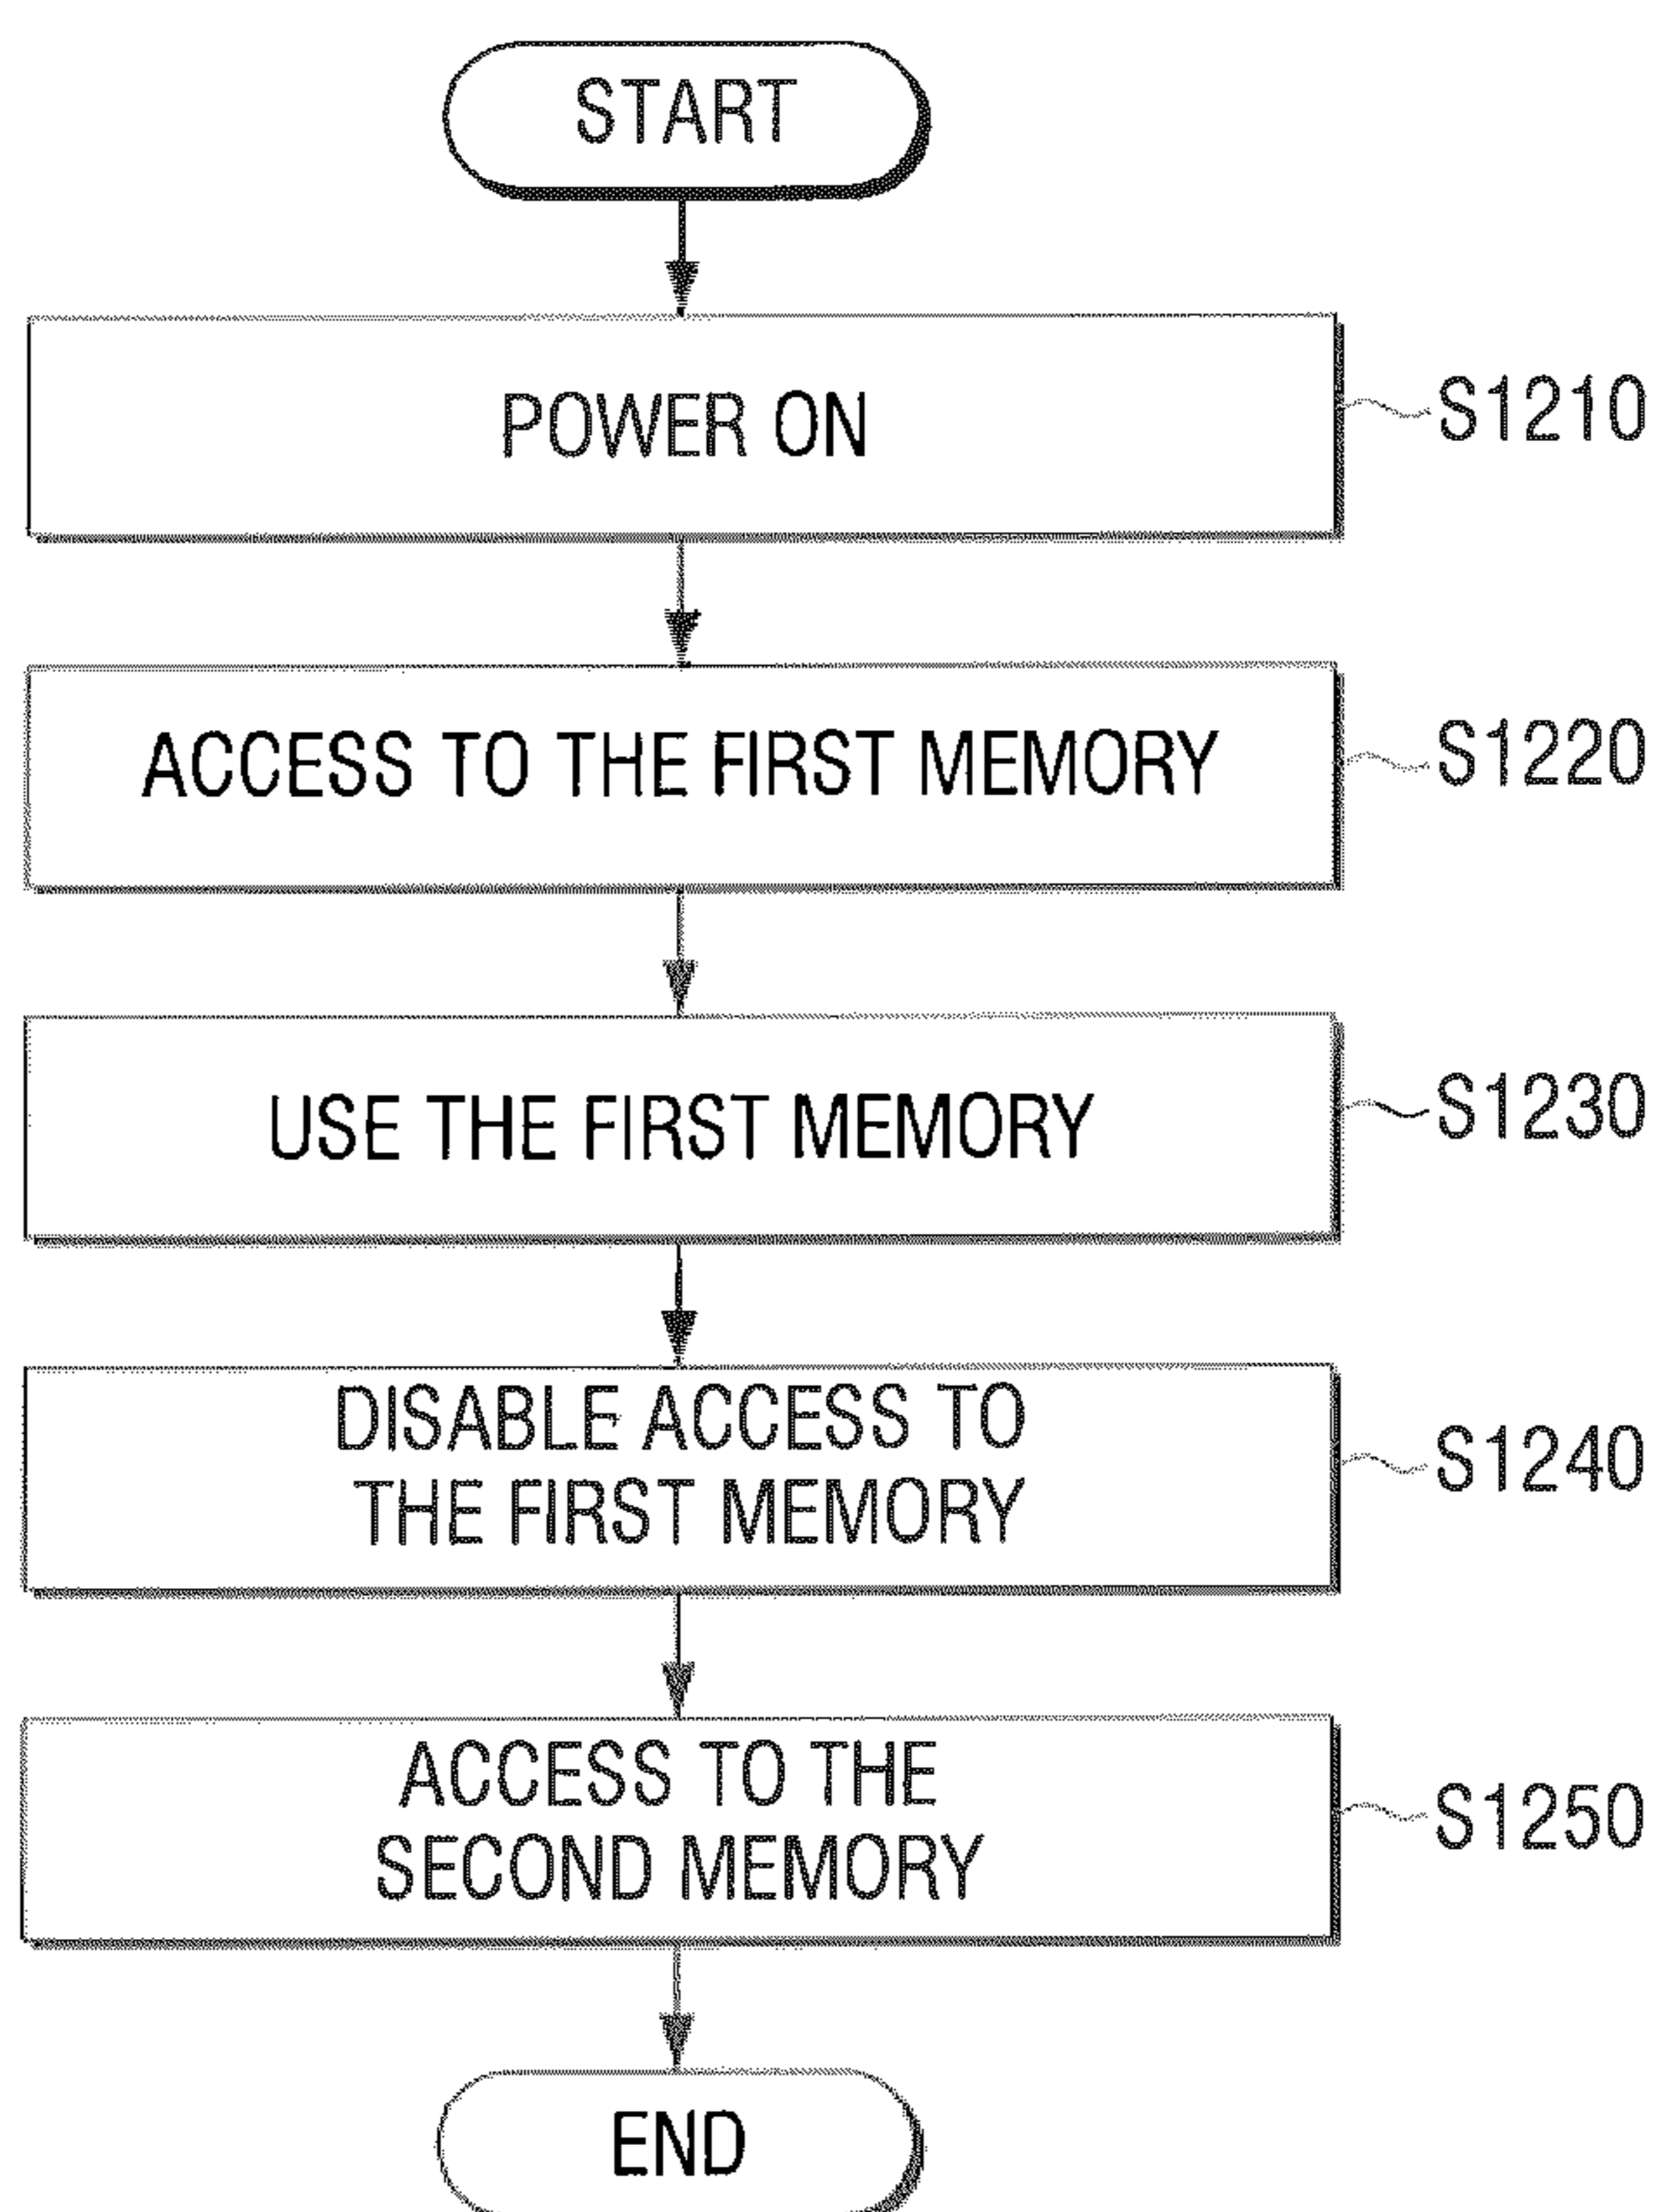 START
POWER ON
S1210
ACCESS TO THE FIRST MEMORY
S1220
USE THE FIRST MEMORY
S1230
DISABLE ACCESS TO
THE FIRST MEMORY
S1240
ACCESS TO THE
SECOND MEMORY
S1250
END